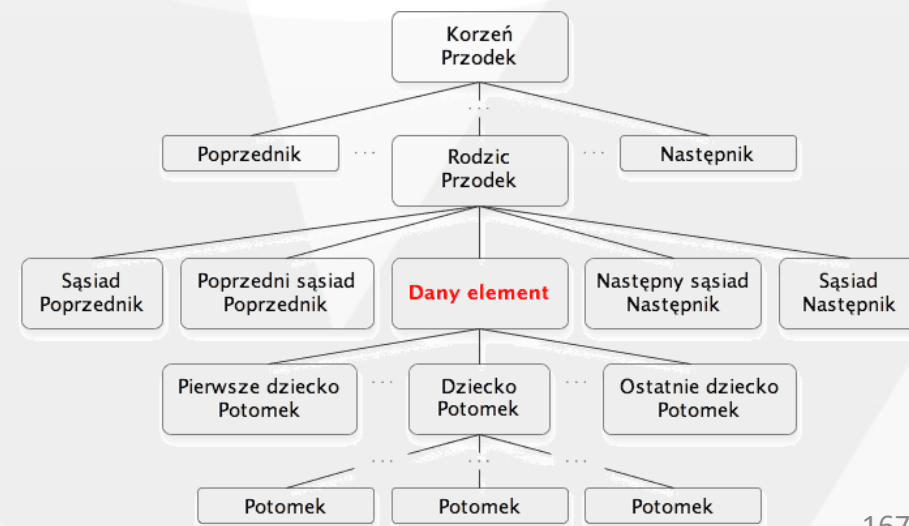 Korzeń
Przodek
...
Poprzednik
...
Rodzic
Przodek
...
Następnik
Sąsiad
Poprzednik
Poprzedni sąsiad
Poprzednik
Dany element
Następny sąsiad
Następnik
Sąsiad
Następnik
Pierwsze dziecko
Potomek
...
Dziecko
Potomek
...
Ostatnie dziecko
Potomek
...
...
...
Potomek
Potomek
Potomek
167